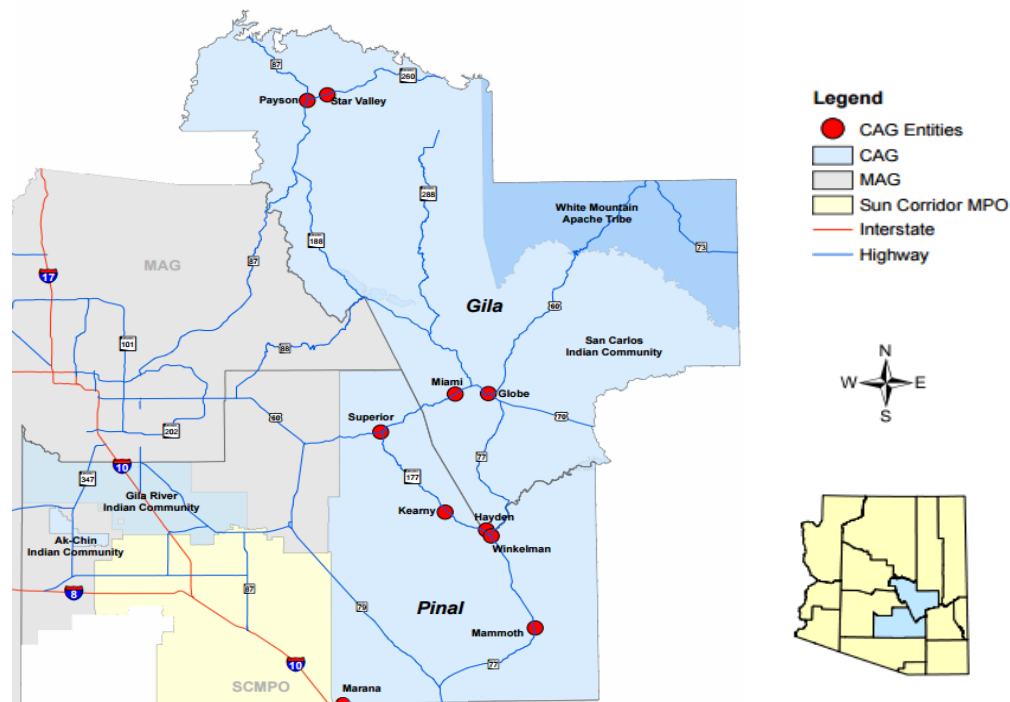 87
260
Payson
Star Valley
288
White Mountain
Apache Tribe
73
188
87
MAG
17
Gila
60
San Carlos
Indian Community
101
88
Miami
Globe
Superior
60
70
202
77
10
347
177
Gila River
Indian Community
Kearny
Hayden
Winkelman
Ak-Chin
Indian Community
87
8
79
Pinal
Mammoth
10
77
SCMPO
Marana
Legend
CAG Entities
CAG
MAG
Sun Corridor MPO
Interstate
Highway
N
W
E
S